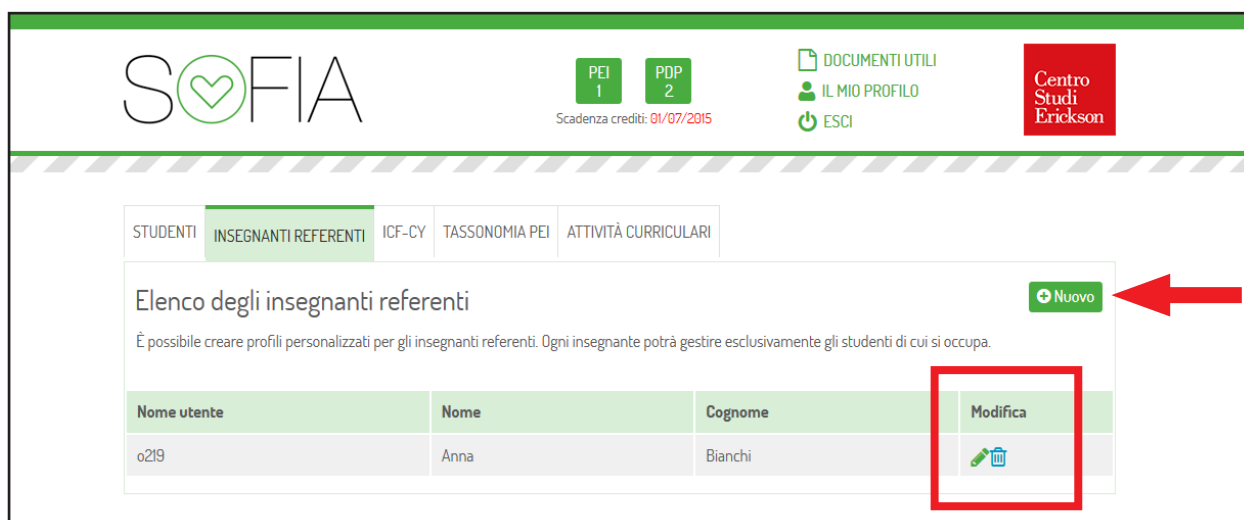 SOFIA
PEI
1
PDP
2
Scadenza crediti: 01/07/2015
DOCUMENTI UTILI
IL MIO PROFILO
ESCI
Centro
Studi
Erickson
STUDENTI INSEGNANTI REFERENTI ICF-CY TASSONOMIA PEI ATTIVITÀ CURRICULARI
Elenco degli insegnanti referenti
Nuovo
È possibile creare profili personalizzati per gli insegnanti referenti. Ogni insegnante potrà gestire esclusivamente gli studenti di cui si occupa.
Nome utente Nome Cognome Modifica
o219 Anna Bianchi